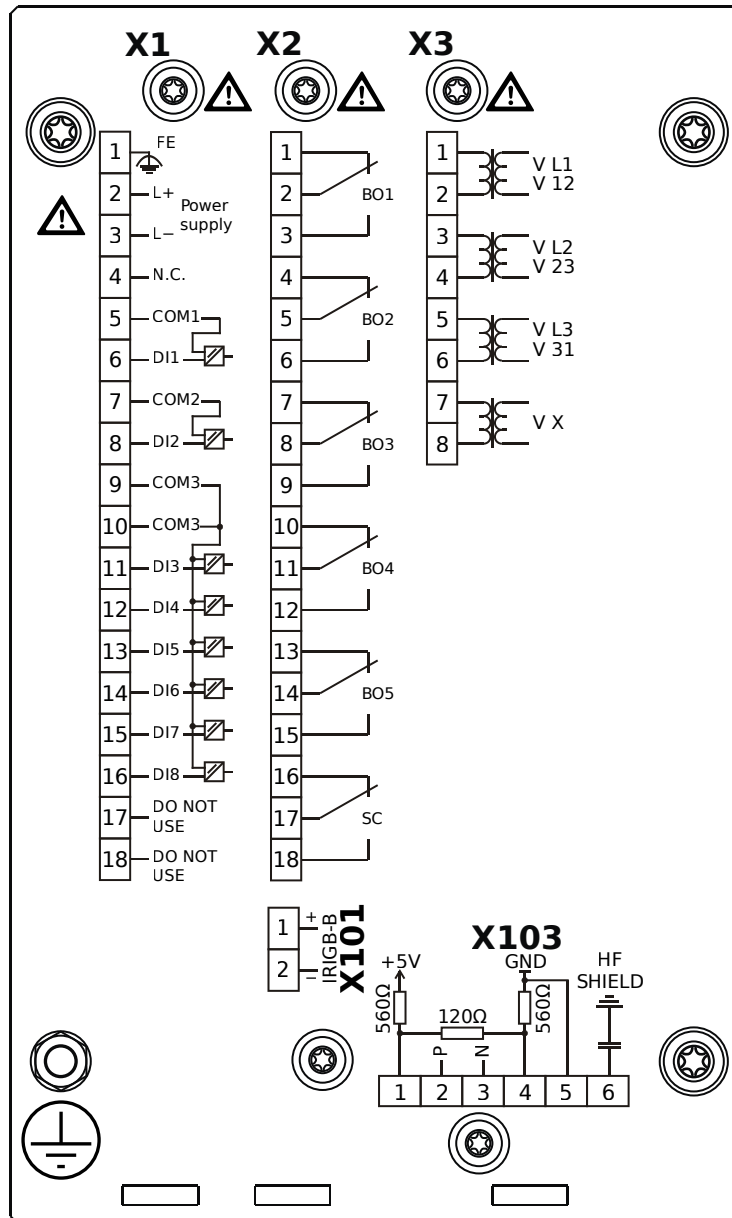 X1
1 FE
2 L+ Power supply
3 L−
4 N.C.
5 COM1
6 DI1
7 COM2
8 DI2
9 COM3
10 COM3
11 DI3
12 DI4
13 DI5
14 DI6
15 DI7
16 DI8
17 DO NOT
USE
18 DO NOT
USE
X2
1
2 BO1
3
4
5 BO2
6
7
8 BO3
9
10
11 BO4
12
13
14 BO5
15
16
17 SC
18
X3
1 V L1
2 V 12
3 V L2
4 V 23
5 V L3
6 V 31
7 V X
8
X101
1 +
2 −
IRIGB-B
X103
+5V
GND
HF
SHIELD
560Ω
120Ω
560Ω
P
N
1 2 3 4 5 6